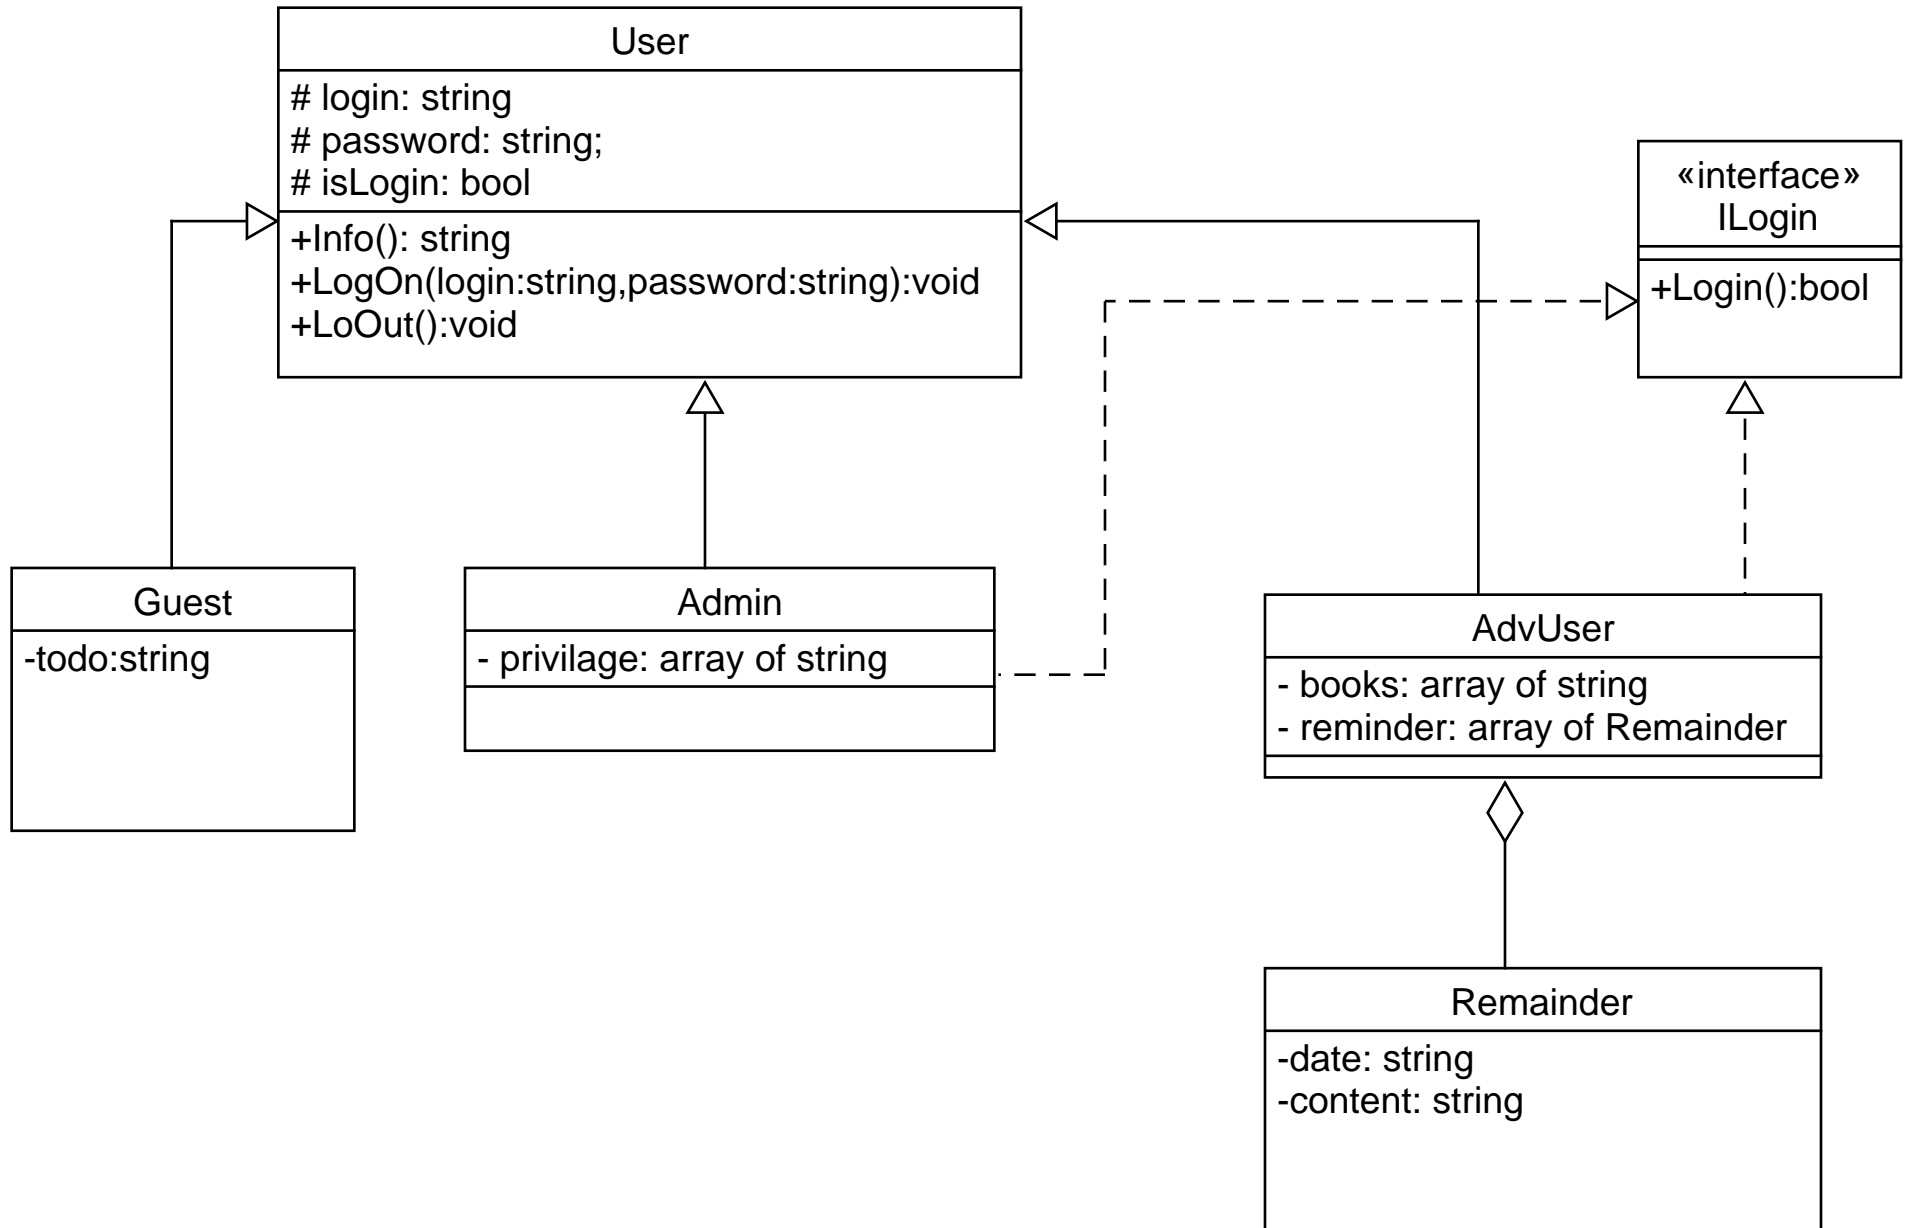 User
# login: string
# password: string;
# isLogin: bool
+Info(): string
+LogOn(login:string,password:string):void
+LoOut():void
«interface»
ILogin
+Login():bool
Guest
-todo:string
Admin
- privilage: array of string
AdvUser
- books: array of string
- reminder: array of Remainder
Remainder
-date: string
-content: string